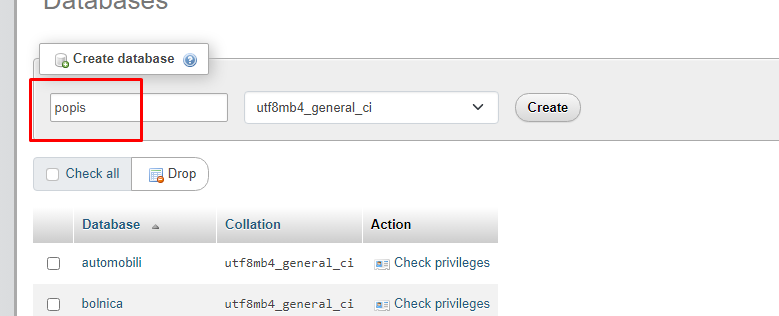 Databases
Create database
popis utf8mb4_general_ci Create
Check all Drop
Database Collation Action
automobili utf8mb4_general_ci Check privileges
bolnica utf8mb4_general_ci Check privileges